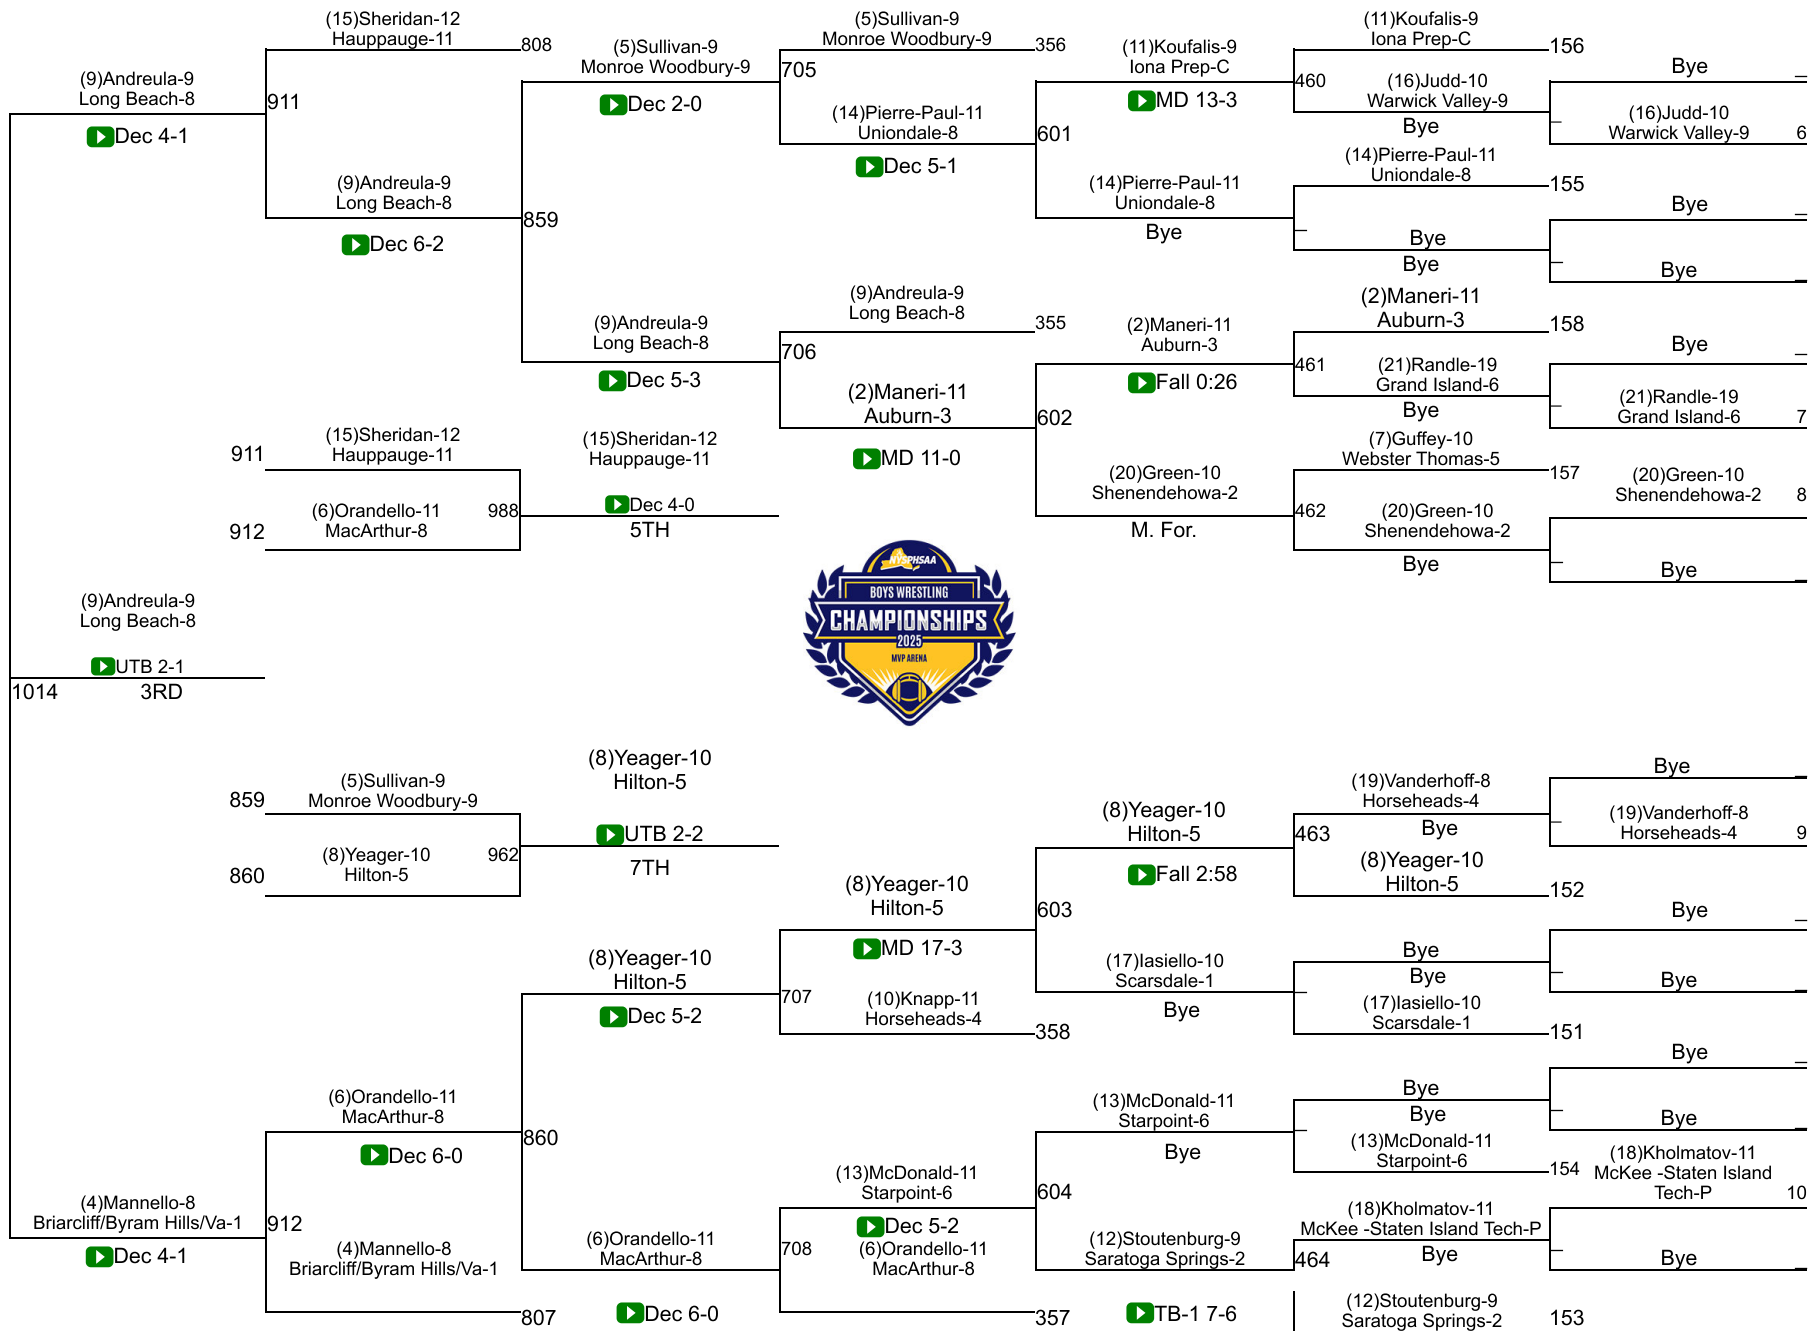 (15)Sheridan-12
Hauppauge-11
808
(9)Andreula-9
Long Beach-8
911
Dec 4-1
(9)Andreula-9
Long Beach-8
Dec 6-2
(5)Sullivan-9
Monroe Woodbury-9
705
Dec 2-0
859
(9)Andreula-9
Long Beach-8
706
Dec 5-3
(5)Sullivan-9
Monroe Woodbury-9
356
(14)Pierre-Paul-11
Uniondale-8
601
Dec 5-1
(9)Andreula-9
Long Beach-8
355
(2)Maneri-11
Auburn-3
602
MD 11-0
(11)Koufalis-9
Iona Prep-C
460
MD 13-3
(14)Pierre-Paul-11
Uniondale-8
Bye
(2)Maneri-11
Auburn-3
461
Fall 0:26
(20)Green-10
Shenendehowa-2
462
M. For.
(11)Koufalis-9
Iona Prep-C
156
(16)Judd-10
Warwick Valley-9
Bye
(14)Pierre-Paul-11
Uniondale-8
155
Bye
Bye
(2)Maneri-11
Auburn-3
158
(21)Randle-19
Grand Island-6
Bye
(7)Guffey-10
Webster Thomas-5
157
(20)Green-10
Shenendehowa-2
Bye
Bye
(16)Judd-10
Warwick Valley-9
6
Bye
Bye
Bye
(21)Randle-19
Grand Island-6
7
(20)Green-10
Shenendehowa-2
8
Bye
911
(15)Sheridan-12
Hauppauge-11
912
(6)Orandello-11
MacArthur-8
988
(15)Sheridan-12
Hauppauge-11
Dec 4-0
5TH
NYSPHSAA
BOYS WRESTLING
CHAMPIONSHIPS
2025
MVP ARENA
(9)Andreula-9
Long Beach-8
UTB 2-1
1014
3RD
859
(5)Sullivan-9
Monroe Woodbury-9
860
(8)Yeager-10
Hilton-5
962
(8)Yeager-10
Hilton-5
UTB 2-2
7TH
(8)Yeager-10
Hilton-5
707
Dec 5-2
(6)Orandello-11
MacArthur-8
860
Dec 6-0
(4)Mannello-8
Briarcliff/Byram Hills/Va-1
912
Dec 4-1
(4)Mannello-8
Briarcliff/Byram Hills/Va-1
807
(6)Orandello-11
MacArthur-8
708
Dec 6-0
(8)Yeager-10
Hilton-5
603
MD 17-3
(10)Knapp-11
Horseheads-4
358
(13)McDonald-11
Starpoint-6
604
Dec 5-2
(6)Orandello-11
MacArthur-8
357
(8)Yeager-10
Hilton-5
463
Fall 2:58
(17)Iasiello-10
Scarsdale-1
Bye
(13)McDonald-11
Starpoint-6
Bye
(12)Stoutenburg-9
Saratoga Springs-2
464
TB-1 7-6
(19)Vanderhoff-8
Horseheads-4
Bye
(8)Yeager-10
Hilton-5
152
Bye
Bye
(17)Iasiello-10
Scarsdale-1
151
Bye
Bye
(13)McDonald-11
Starpoint-6
154
(18)Kholmatov-11
McKee -Staten Island Tech-P
Bye
(12)Stoutenburg-9
Saratoga Springs-2
153
Bye
(19)Vanderhoff-8
Horseheads-4
9
Bye
Bye
Bye
Bye
(18)Kholmatov-11
McKee -Staten Island
Tech-P
10
Bye